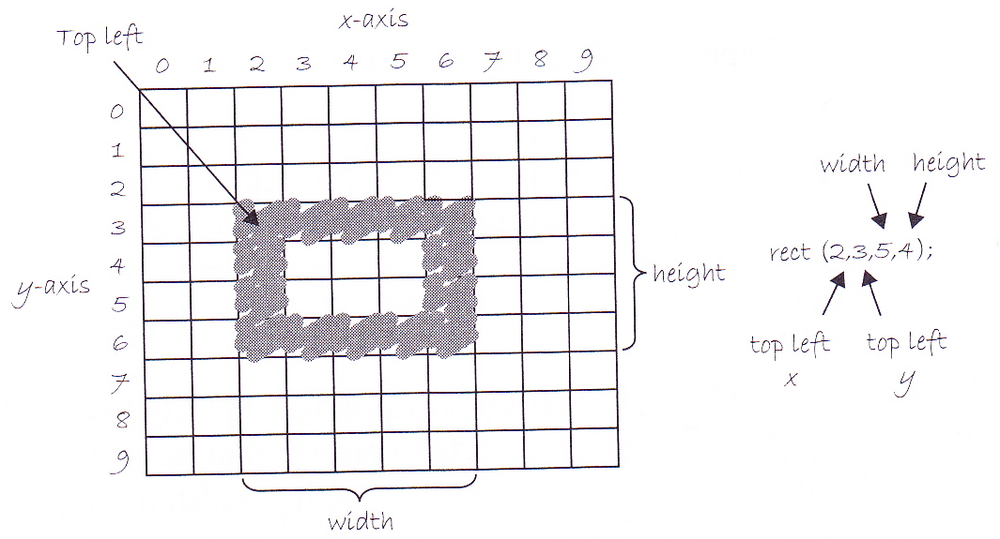 x-axis
Top left
0 1 2 3 4 5 6 7 8 9
0
1
2
3
4
5
6
7
8
9
y-axis
height
width
width height
rect (2,3,5,4);
top left top left
x y